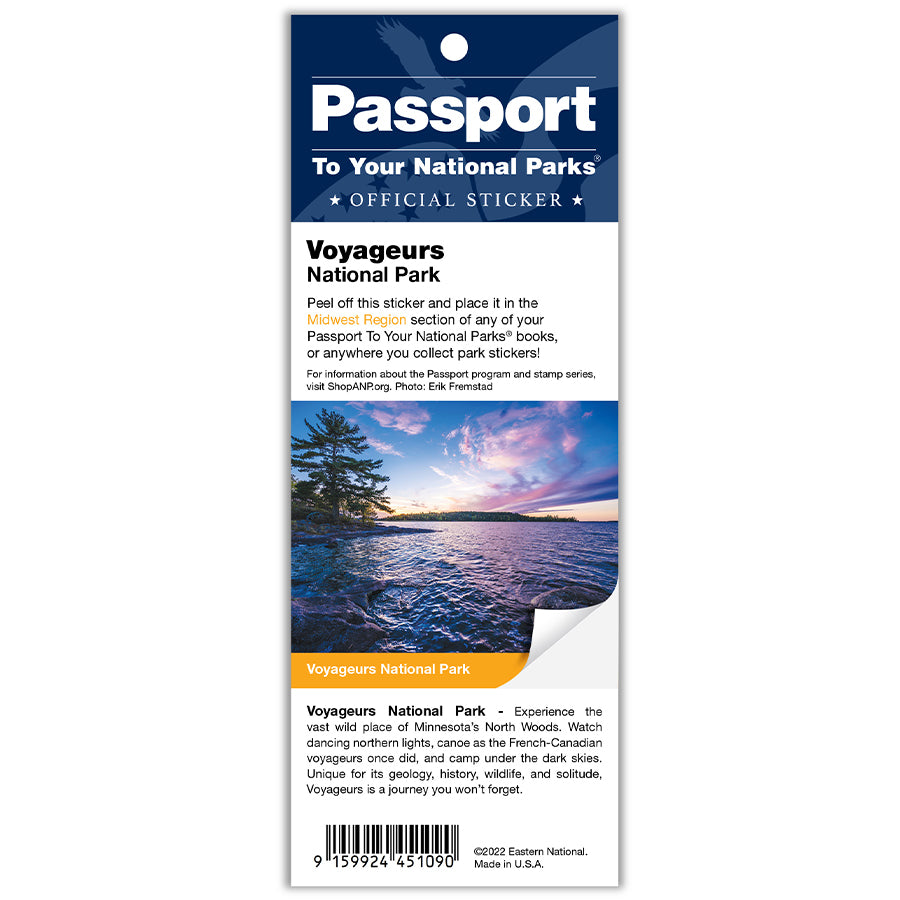 Passport
To Your National Parks®
★ OFFICIAL STICKER ★
Voyageurs
National Park
Peel off this sticker and place it in the
Midwest Region section of any of your
Passport To Your National Parks® books,
or anywhere you collect park stickers!
For information about the Passport program and stamp series,
visit ShopANP.org. Photo: Erik Fremstad
Voyageurs National Park
Voyageurs National Park - Experience the
vast wild place of Minnesota's North Woods. Watch
dancing northern lights, canoe as the French-Canadian
voyageurs once did, and camp under the dark skies.
Unique for its geology, history, wildlife, and solitude,
Voyageurs is a journey you won't forget.
9 159924 451090
©2022 Eastern National.
Made in U.S.A.